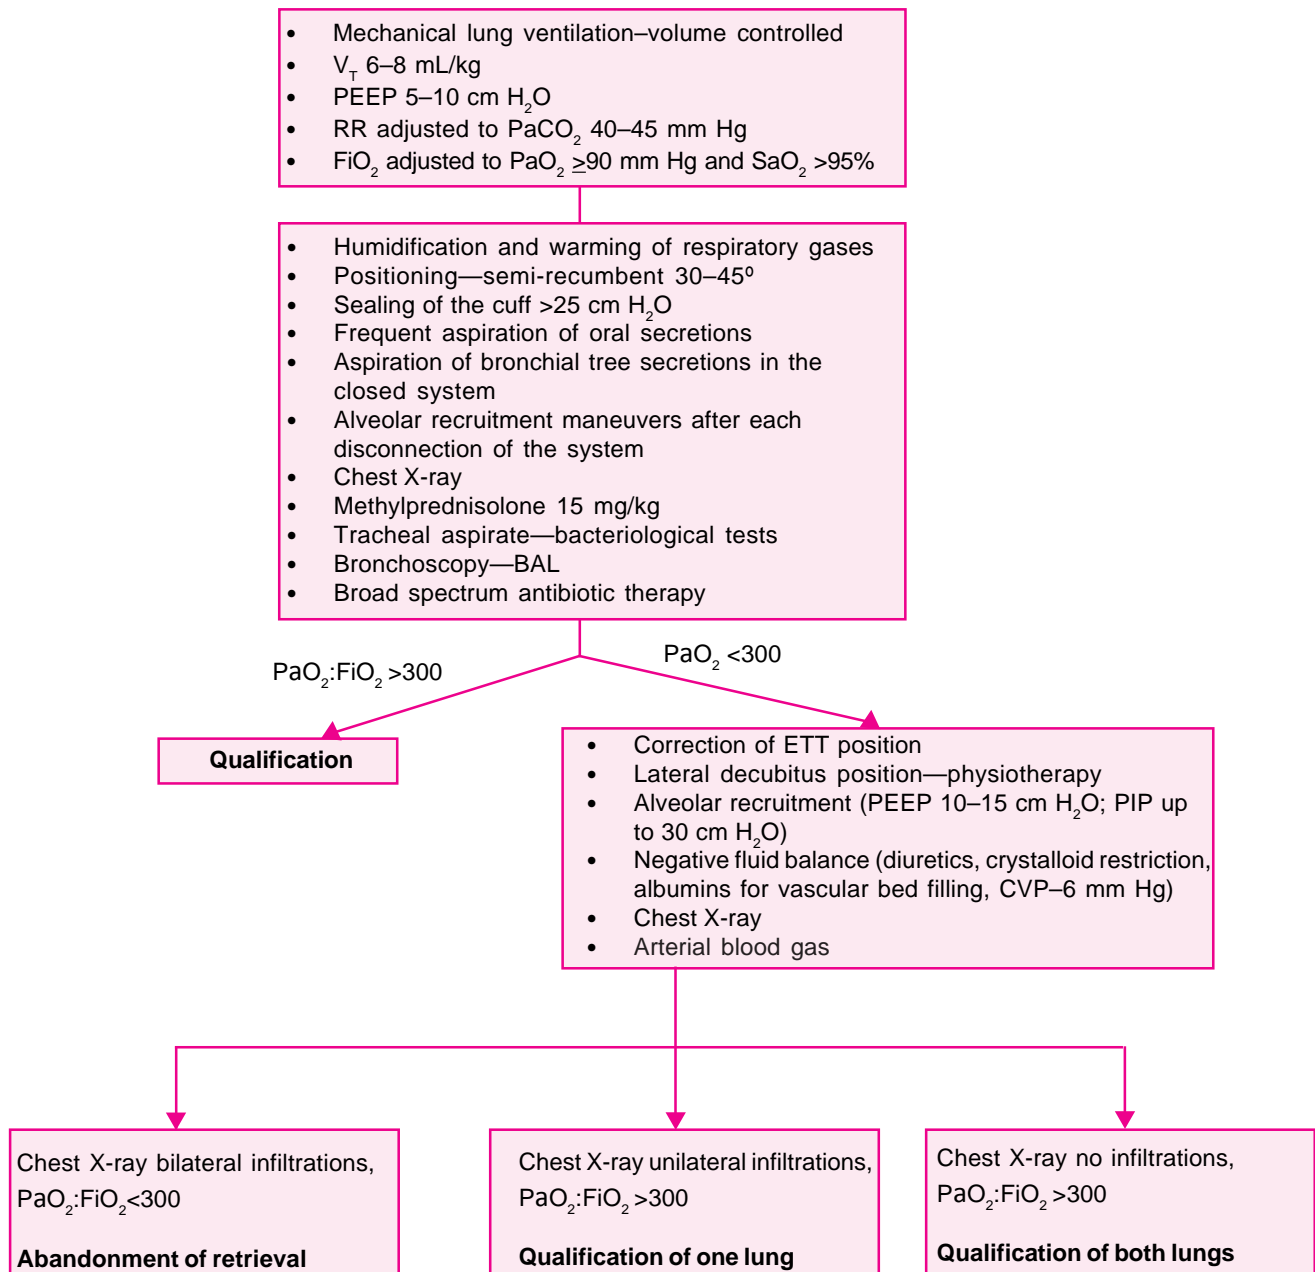 • Mechanical lung ventilation–volume controlled
• V_T 6–8 mL/kg
• PEEP 5–10 cm H₂O
• RR adjusted to PaCO₂ 40–45 mm Hg
• FiO₂ adjusted to PaO₂ ≥90 mm Hg and SaO₂ >95%
• Humidification and warming of respiratory gases
• Positioning—semi-recumbent 30–45º
• Sealing of the cuff >25 cm H₂O
• Frequent aspiration of oral secretions
• Aspiration of bronchial tree secretions in the
closed system
• Alveolar recruitment maneuvers after each
disconnection of the system
• Chest X-ray
• Methylprednisolone 15 mg/kg
• Tracheal aspirate—bacteriological tests
• Bronchoscopy—BAL
• Broad spectrum antibiotic therapy
PaO₂:FiO₂ >300
PaO₂ <300
Qualification
• Correction of ETT position
• Lateral decubitus position—physiotherapy
• Alveolar recruitment (PEEP 10–15 cm H₂O; PIP up
to 30 cm H₂O)
• Negative fluid balance (diuretics, crystalloid restriction,
albumins for vascular bed filling, CVP–6 mm Hg)
• Chest X-ray
• Arterial blood gas
Chest X-ray bilateral infiltrations,
PaO₂:FiO₂<300
Abandonment of retrieval
Chest X-ray unilateral infiltrations,
PaO₂:FiO₂ >300
Qualification of one lung
Chest X-ray no infiltrations,
PaO₂:FiO₂ >300
Qualification of both lungs